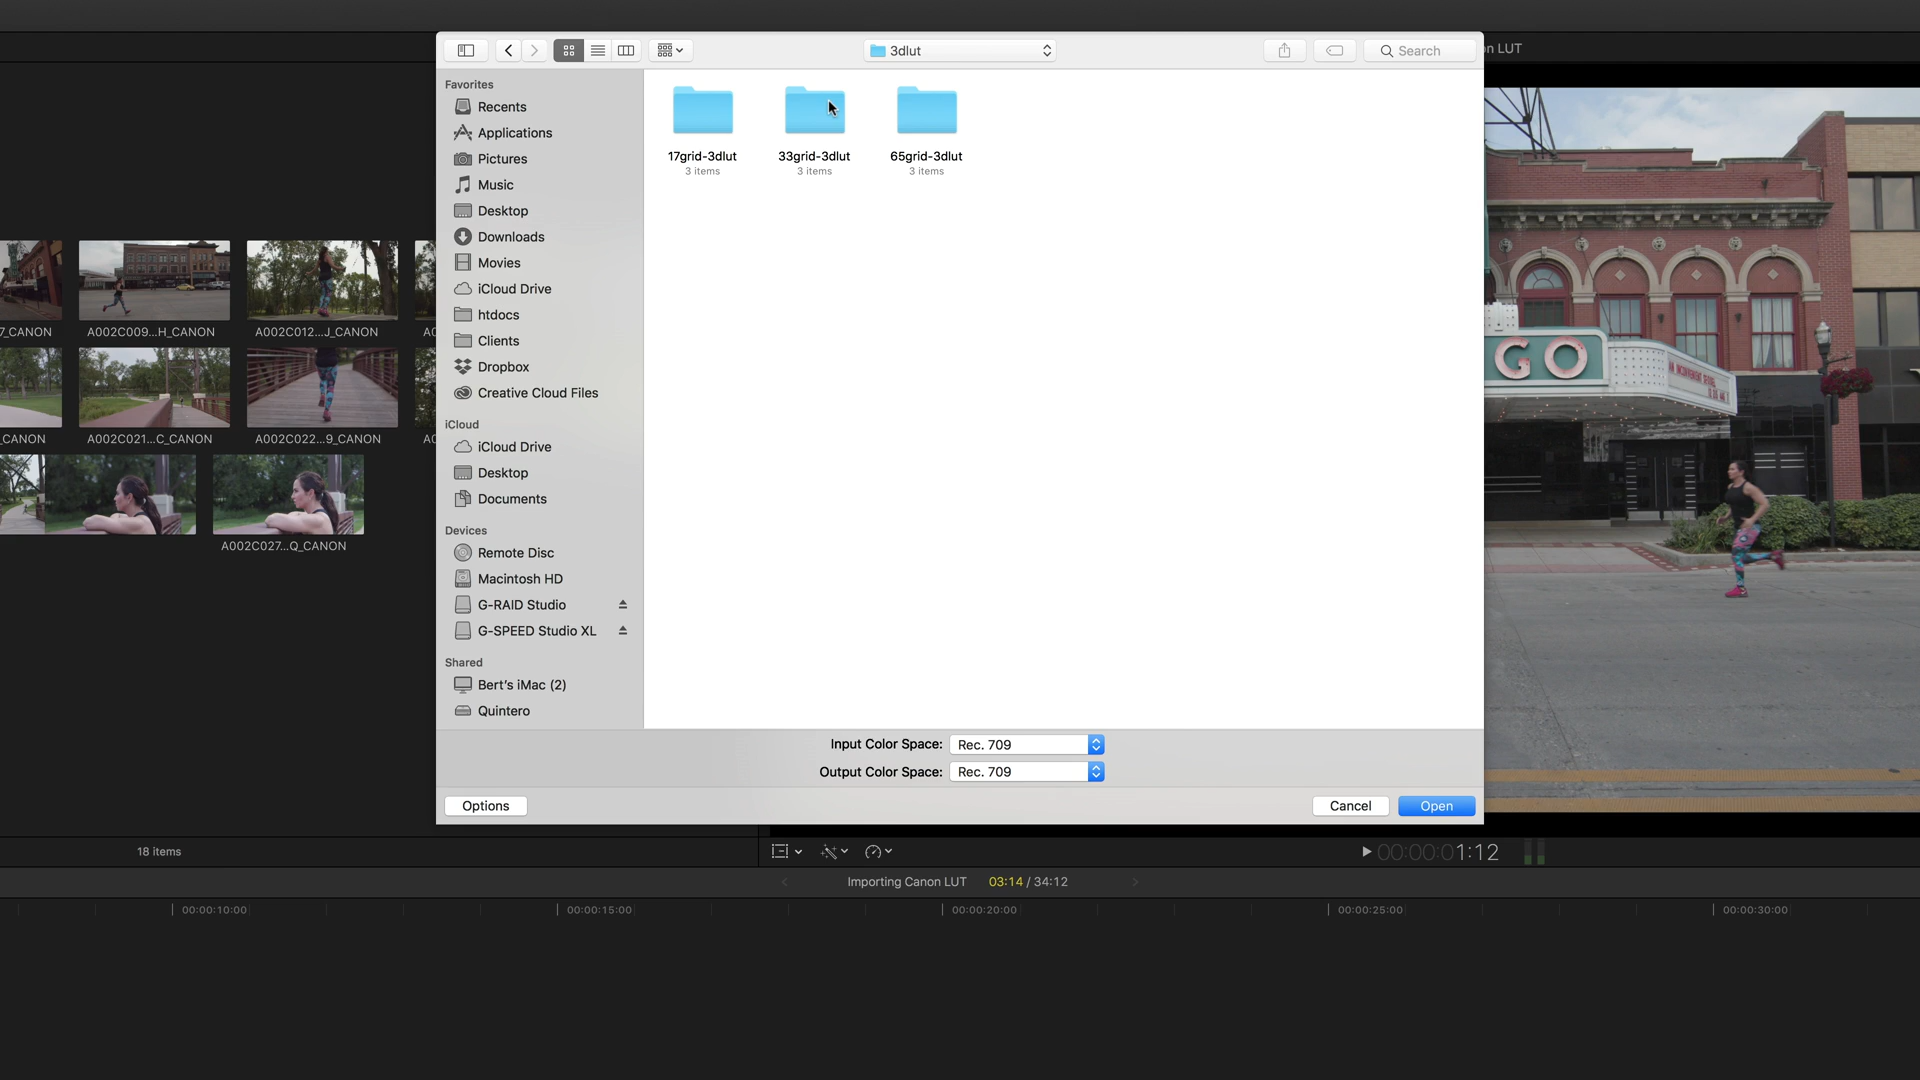 3dlut
Search
n LUT
Favorites
Recents
Applications
Pictures
Music
Desktop
Downloads
Movies
iCloud Drive
htdocs
Clients
Dropbox
Creative Cloud Files
iCloud
iCloud Drive
Desktop
Documents
Devices
Remote Disc
Macintosh HD
G-RAID Studio
G-SPEED Studio XL
Shared
Bert's iMac (2)
Quintero
17grid-3dlut
3 items
33grid-3dlut
3 items
65grid-3dlut
3 items
7_CANON
A002C009...H_CANON
A002C012...J_CANON
AC
_CANON
A002C021...C_CANON
A002C022...9_CANON
AC
A002C027...Q_CANON
GO
Input Color Space: Rec. 709
Output Color Space: Rec. 709
Options
Cancel
Open
18 items
00:00:01:12
Importing Canon LUT
03:14 / 34:12
00:00:10:00
00:00:15:00
00:00:20:00
00:00:25:00
00:00:30:00